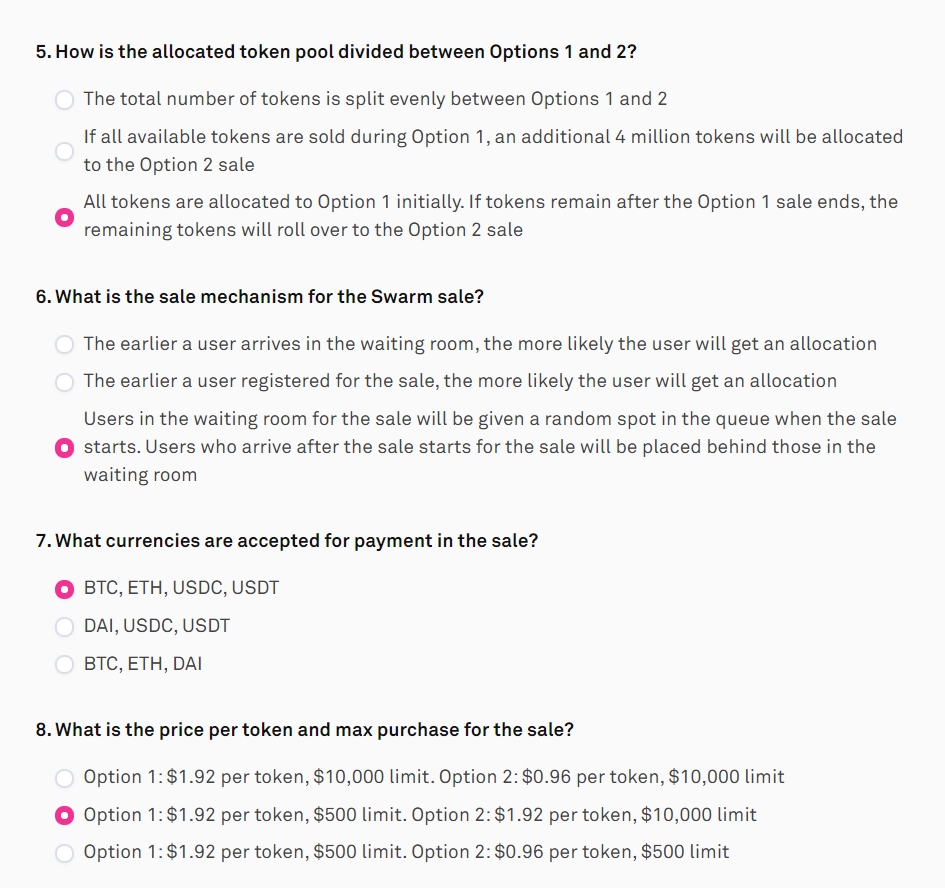 5. How is the allocated token pool divided between Options 1 and 2?
The total number of tokens is split evenly between Options 1 and 2
If all available tokens are sold during Option 1, an additional 4 million tokens will be allocated
to the Option 2 sale
All tokens are allocated to Option 1 initially. If tokens remain after the Option 1 sale ends, the
remaining tokens will roll over to the Option 2 sale
6. What is the sale mechanism for the Swarm sale?
The earlier a user arrives in the waiting room, the more likely the user will get an allocation
The earlier a user registered for the sale, the more likely the user will get an allocation
Users in the waiting room for the sale will be given a random spot in the queue when the sale
starts. Users who arrive after the sale starts for the sale will be placed behind those in the
waiting room
7. What currencies are accepted for payment in the sale?
BTC, ETH, USDC, USDT
DAI, USDC, USDT
BTC, ETH, DAI
8. What is the price per token and max purchase for the sale?
Option 1: $1.92 per token, $10,000 limit. Option 2: $0.96 per token, $10,000 limit
Option 1: $1.92 per token, $500 limit. Option 2: $1.92 per token, $10,000 limit
Option 1: $1.92 per token, $500 limit. Option 2: $0.96 per token, $500 limit